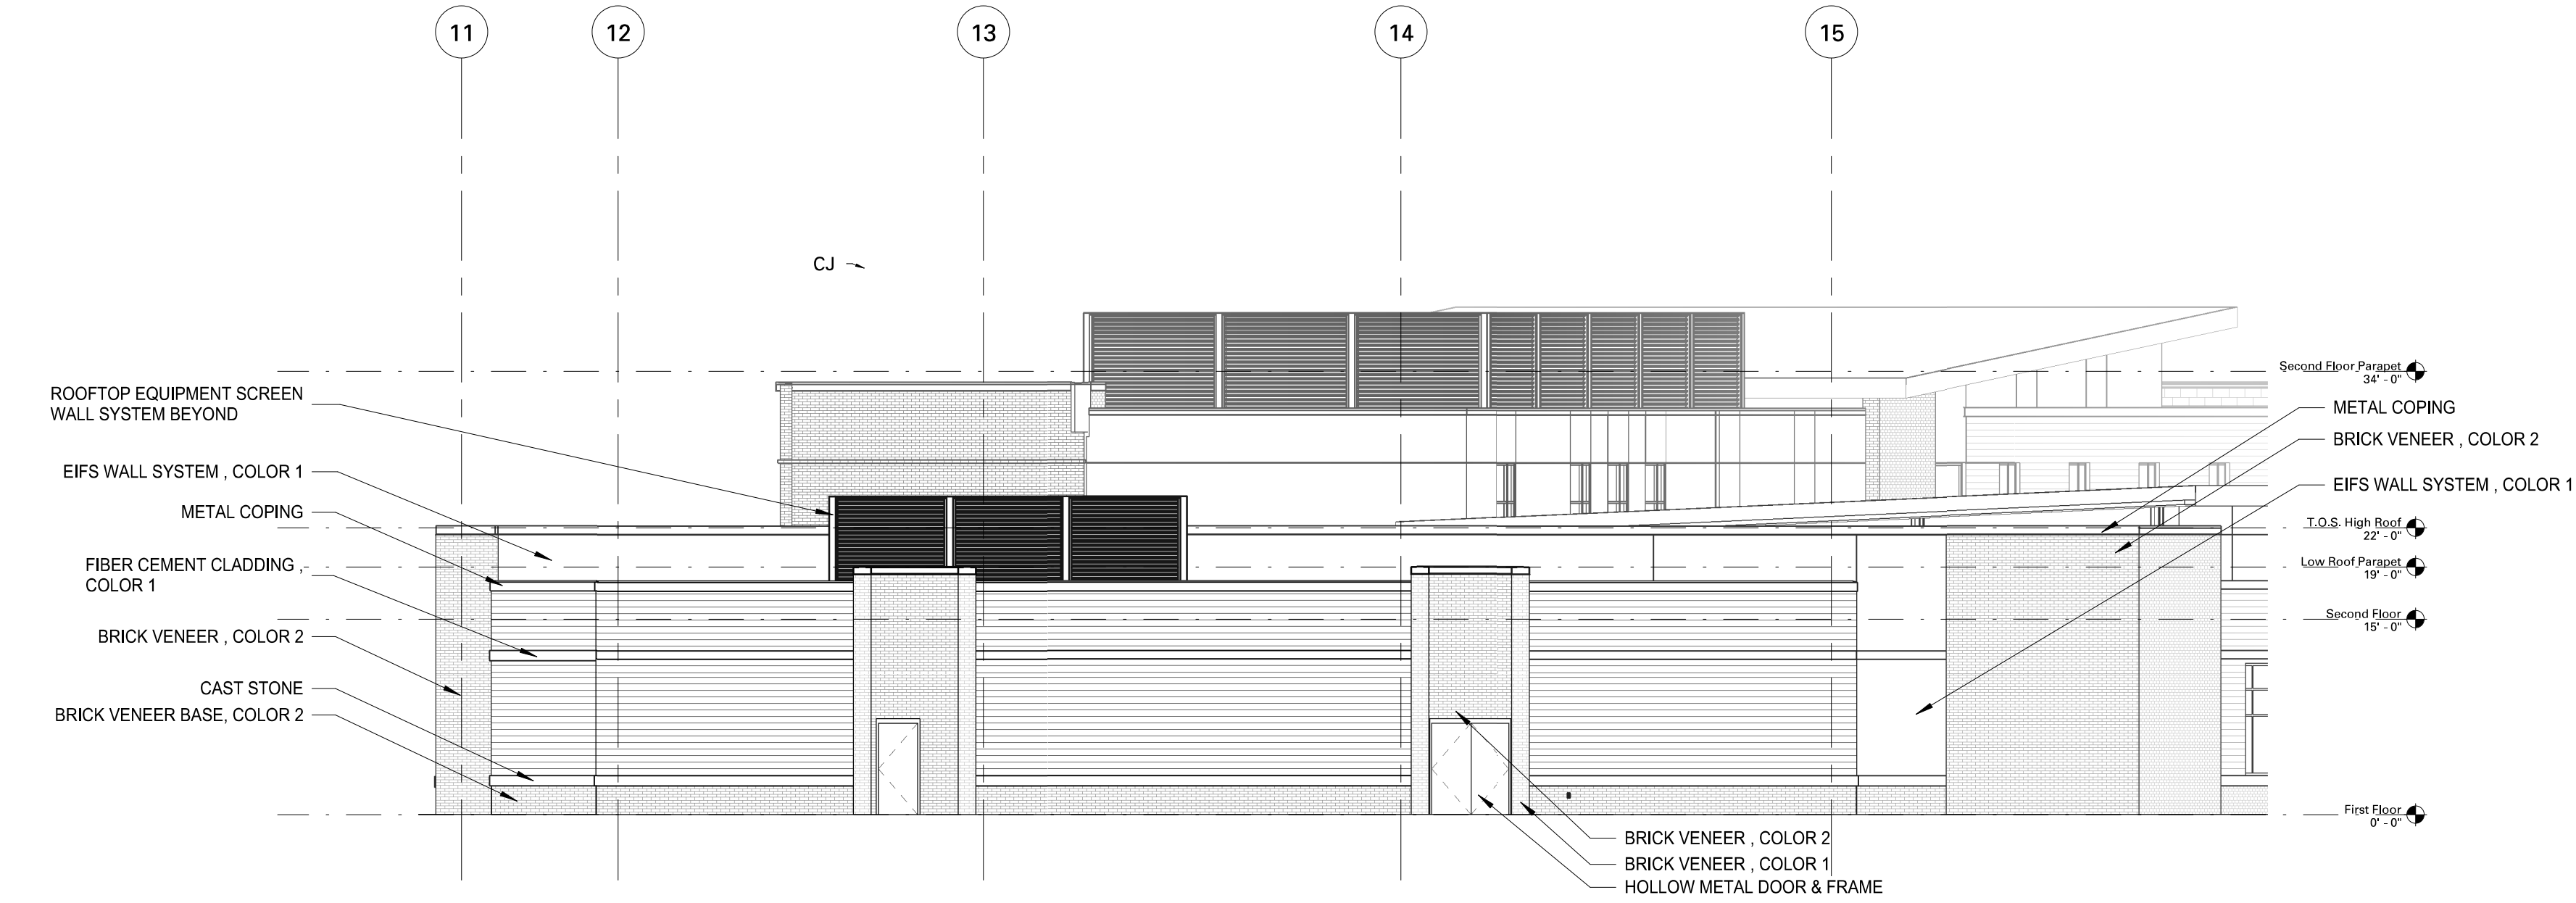 11
12
13
14
15
CJ
ROOFTOP EQUIPMENT SCREEN
WALL SYSTEM BEYOND
EIFS WALL SYSTEM , COLOR 1
METAL COPING
FIBER CEMENT CLADDING ,
COLOR 1
BRICK VENEER , COLOR 2
CAST STONE
BRICK VENEER BASE, COLOR 2
Second Floor Parapet
34' - 0"
METAL COPING
BRICK VENEER , COLOR 2
EIFS WALL SYSTEM , COLOR 1
T.O.S. High Roof
22' - 0"
Low Roof Parapet
19' - 0"
Second Floor
15' - 0"
First Floor
0' - 0"
BRICK VENEER , COLOR 2
BRICK VENEER , COLOR 1
HOLLOW METAL DOOR & FRAME